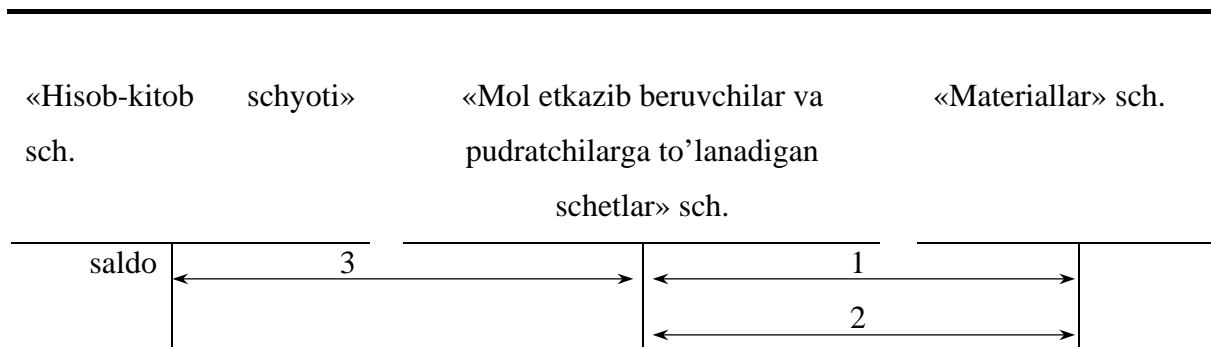 «Hisob-kitob schyoti»
sch.
«Mol etkazib beruvchilar va
pudratchilarga to’lanadigan
schetlar» sch.
«Materiallar» sch.
saldo 3 1
2